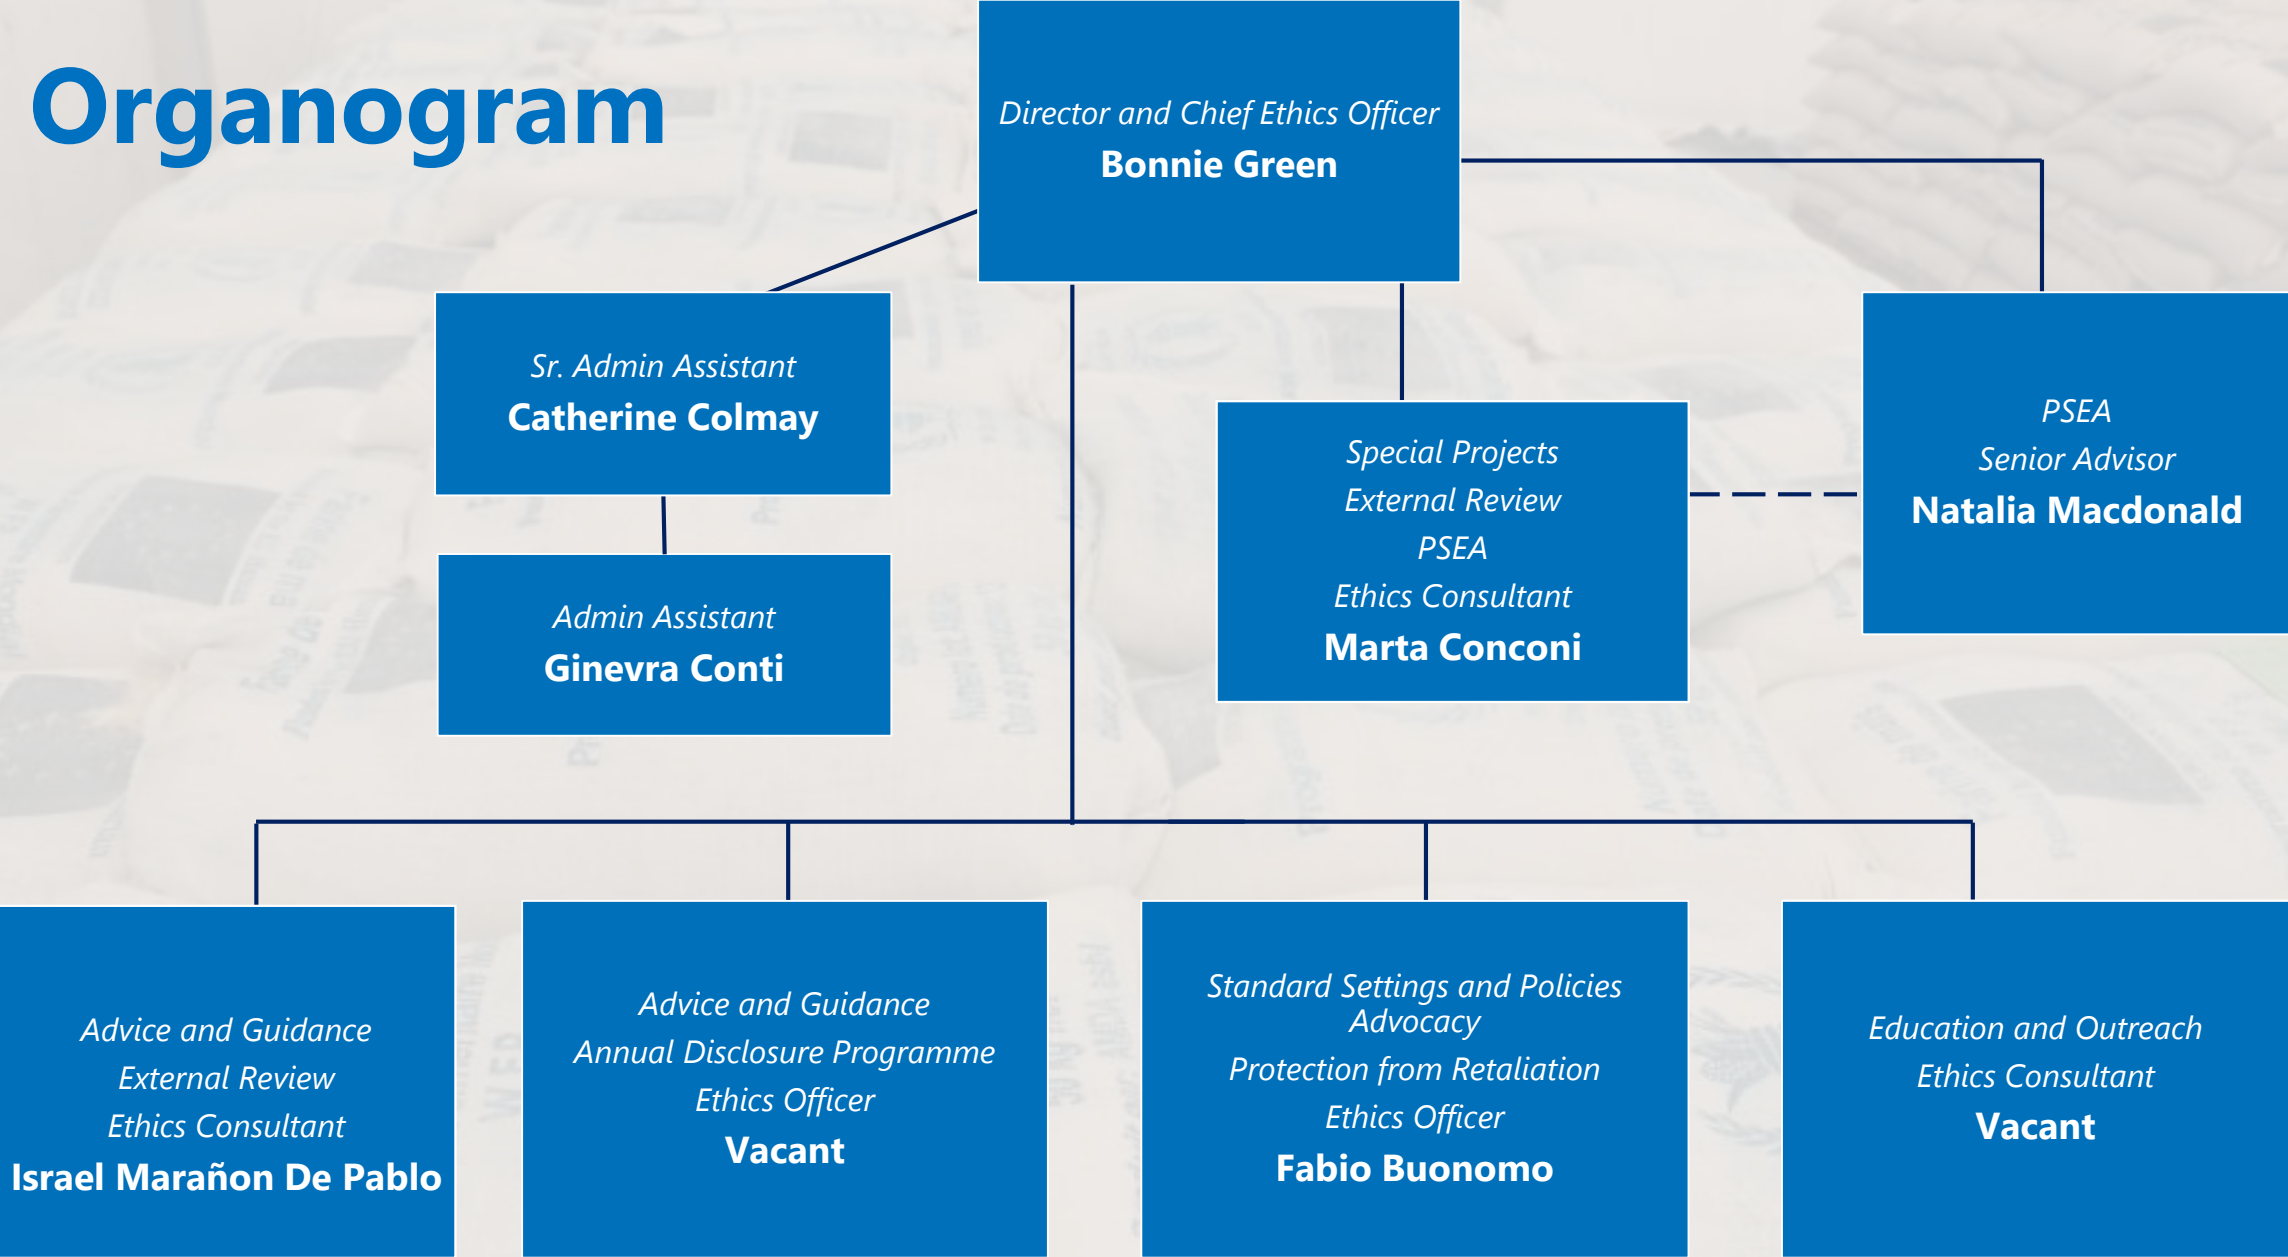 Organogram
Director and Chief Ethics Officer
Bonnie Green
Sr. Admin Assistant
Catherine Colmay
Admin Assistant
Ginevra Conti
Special Projects
External Review
PSEA
Ethics Consultant
Marta Conconi
PSEA
Senior Advisor
Natalia Macdonald
Advice and Guidance
External Review
Ethics Consultant
Israel Marañon De Pablo
Advice and Guidance
Annual Disclosure Programme
Ethics Officer
Vacant
Standard Settings and Policies
Advocacy
Protection from Retaliation
Ethics Officer
Fabio Buonomo
Education and Outreach
Ethics Consultant
Vacant